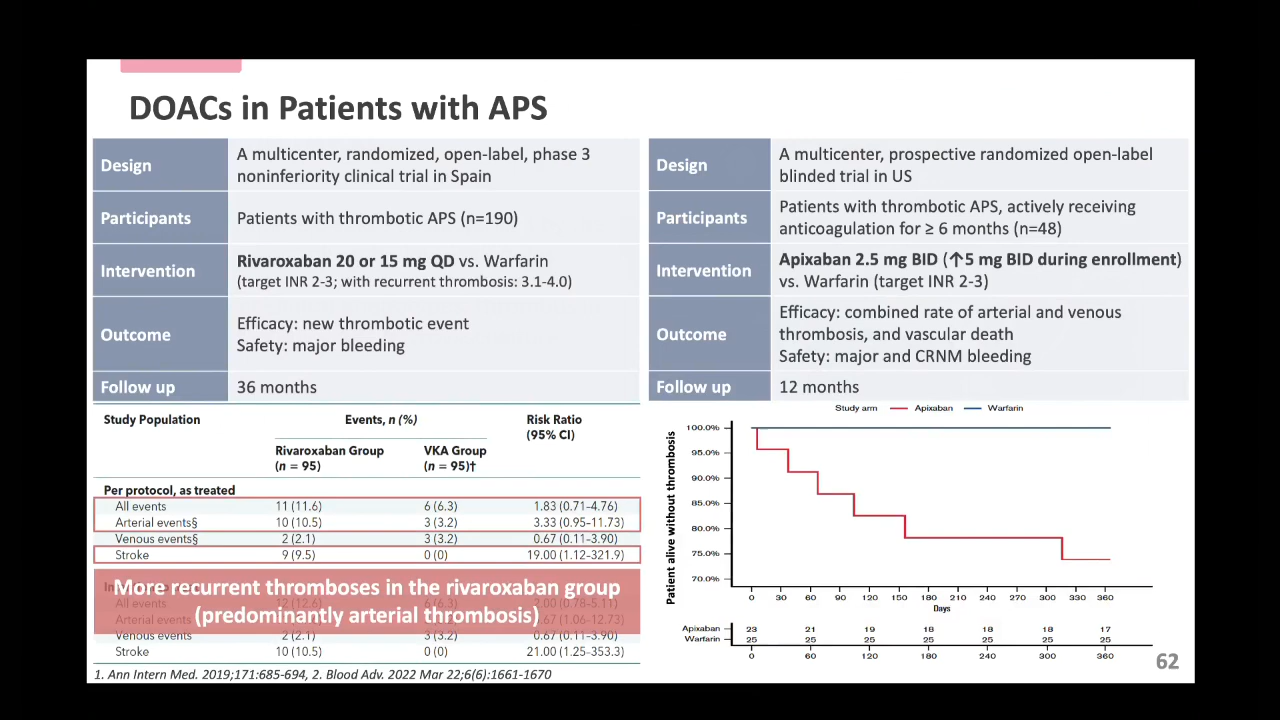 DOACs in Patients with APS
Design
A multicenter, randomized, open-label, phase 3
noninferiority clinical trial in Spain
Participants
Patients with thrombotic APS (n=190)
Intervention
Rivaroxaban 20 or 15 mg QD vs. Warfarin
(target INR 2-3; with recurrent thrombosis: 3.1-4.0)
Outcome
Efficacy: new thrombotic event
Safety: major bleeding
Follow up
36 months
Study Population Events, n (%) Risk Ratio
(95% CI)
Rivaroxaban Group VKA Group
(n = 95) (n = 95)†
Per protocol, as treated
All events 11 (11.6) 6 (6.3) 1.83 (0.71-4.76)
Arterial events§ 10 (10.5) 3 (3.2) 3.33 (0.95-11.73)
Venous events§ 2 (2.1) 3 (3.2) 0.67 (0.11-3.90)
Stroke 9 (9.5) 0 (0) 19.00 (1.12-321.9)
More recurrent thromboses in the rivaroxaban group
(predominantly arterial thrombosis)
All events 12 (12.6) 6 (6.3) 2.00 (0.78-5.11)
Arterial events
Venous events 2 (2.1) 3 (3.2) 0.67 (0.11-3.90)
Stroke 10 (10.5) 0 (0) 21.00 (1.25-353.3)
1. Ann Intern Med. 2019;171:685-694, 2. Blood Adv. 2022 Mar 22;6(6):1661-1670
Design
A multicenter, prospective randomized open-label
blinded trial in US
Participants
Patients with thrombotic APS, actively receiving
anticoagulation for ≥ 6 months (n=48)
Intervention
Apixaban 2.5 mg BID (↑5 mg BID during enrollment)
vs. Warfarin (target INR 2-3)
Outcome
Efficacy: combined rate of arterial and venous
thrombosis, and vascular death
Safety: major and CRNM bleeding
Follow up
12 months
Study arm Apixaban Warfarin
Patient alive without thrombosis
100.0%
95.0%
90.0%
85.0%
80.0%
75.0%
70.0%
0 30 60 90 120 150 180 210 240 270 300 330 360
Days
Apixaban 23 21 19 18 18 18 17
Warfarin 25 25 25 25 25 25 25
0 60 120 180 240 300 360
62